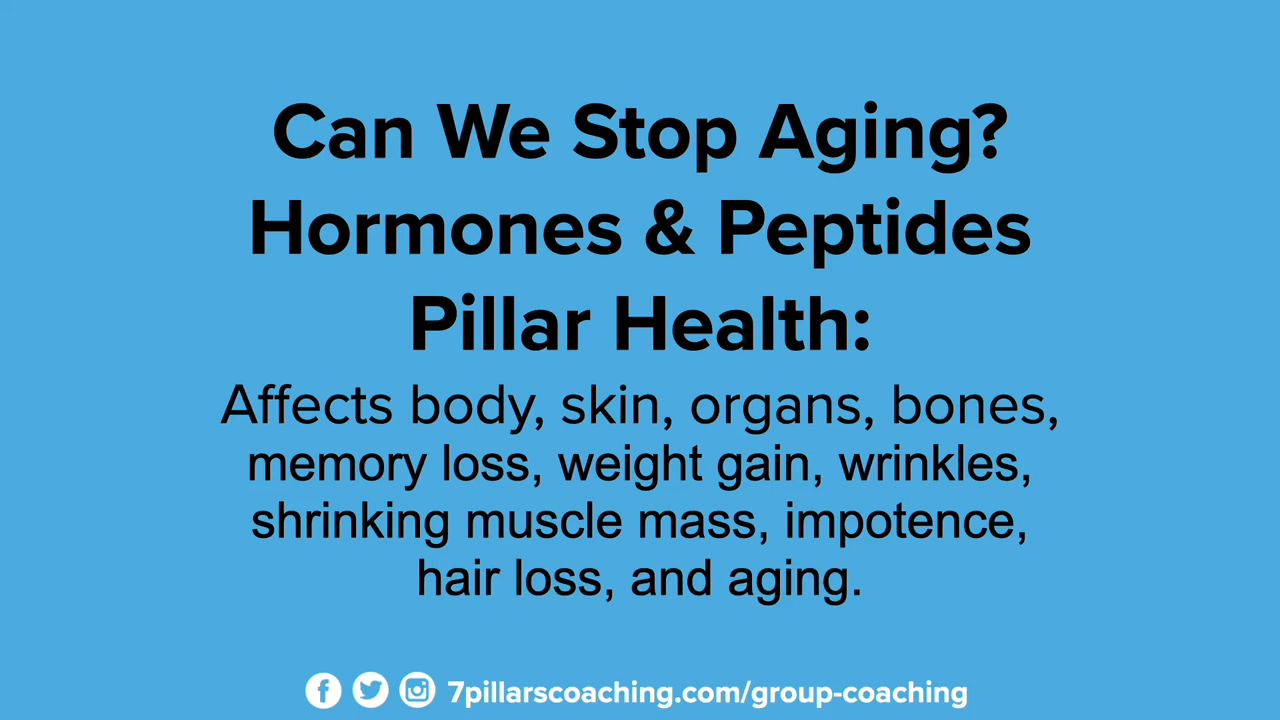 Can We Stop Aging?
Hormones & Peptides
Pillar Health:
Affects body, skin, organs, bones,
memory loss, weight gain, wrinkles,
shrinking muscle mass, impotence,
hair loss, and aging.
7pillarscoaching.com/group-coaching